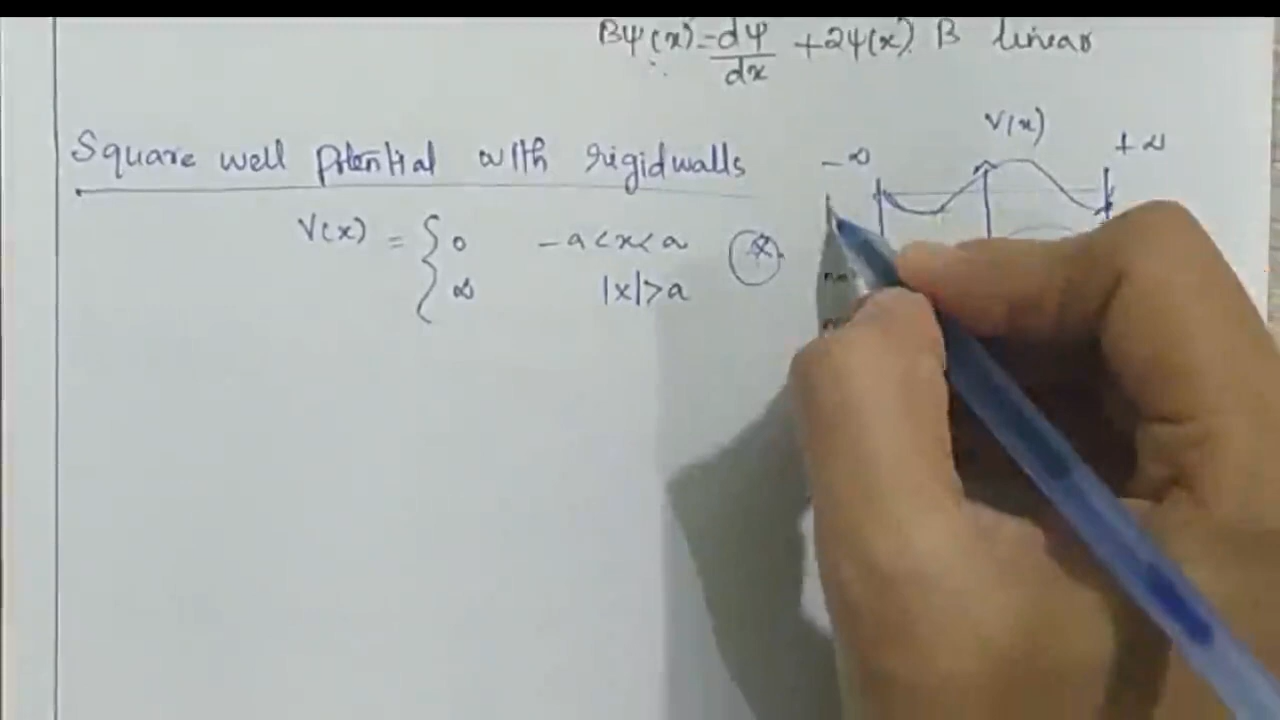 Bψ(x)=dψ/dx +2ψ(x). B linear
Square well potential with rigidwalls
V(x) = { 0 -a<x<a
∞ |x|>a
V(x)
-∞ +∞